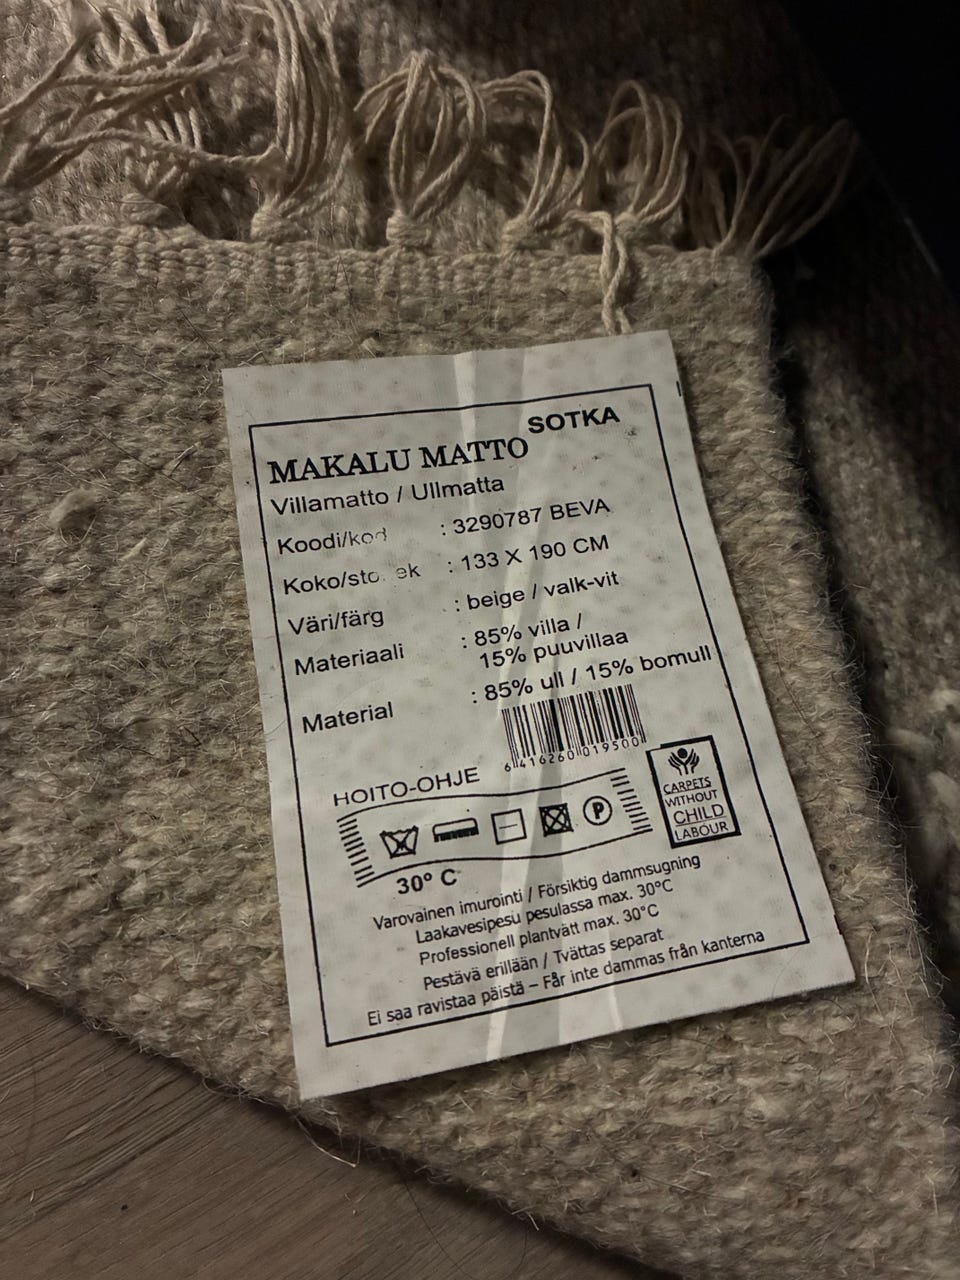 SOTKA
MAKALU MATTO
Villamatto / Ullmatta
Koodi/kod : 3290787 BEVA
: 133 X 190 CM
Väri/färg : beige / valk-vit
Materiaali : 85% villa /
15% puuvillaa
Material : 85% ull / 15% bomull
6 416260 019500
HOITO-OHJE
P
30° C
CARPETS
WITHOUT
CHILD
LABOUR
Varovainen imurointi / Försiktig dammsugning
Laakavesipesu pesulassa max. 30°C
Professionell plantvätt max. 30°C
Pestävä erillään / Tvättas separat
Ei saa ravistaa päistä – Får inte dammas från kanterna